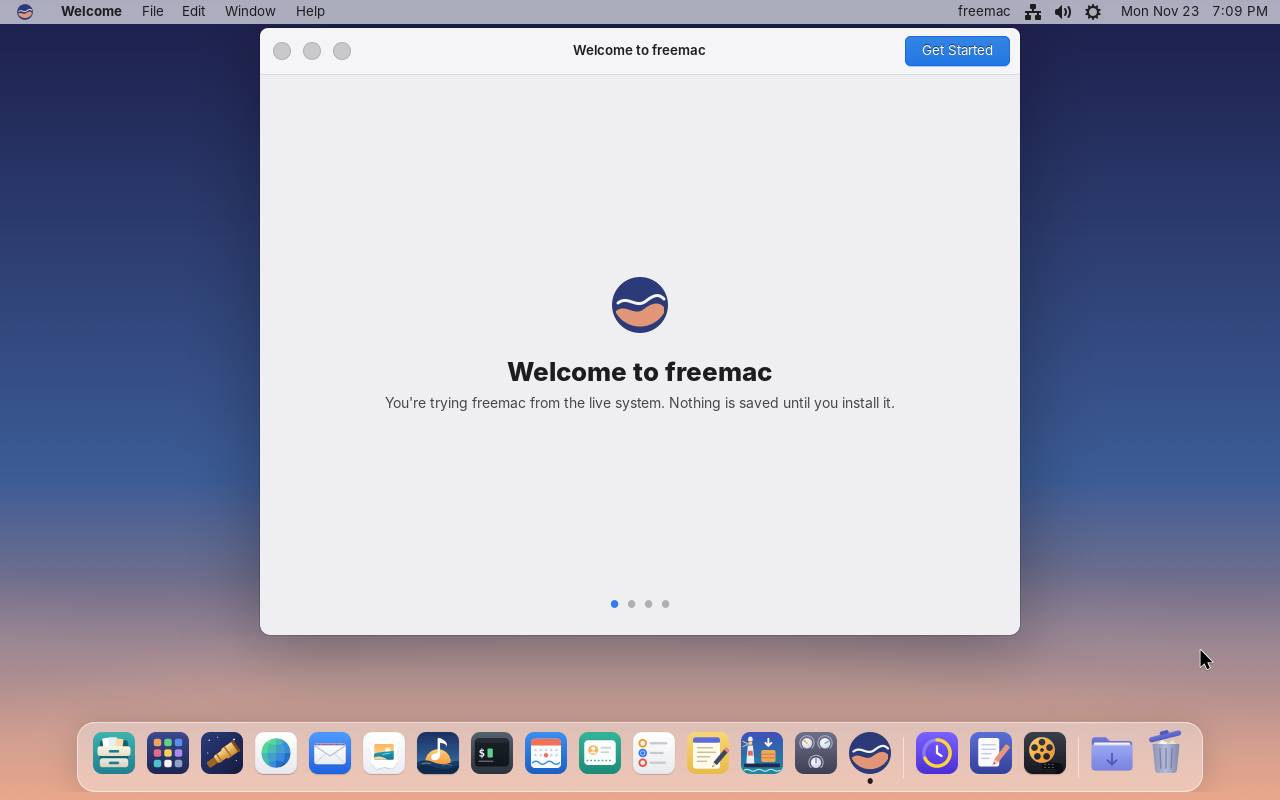 Welcome File Edit Window Help freemac Mon Nov 23 7:09 PM
Welcome to freemac Get Started
Welcome to freemac
You're trying freemac from the live system. Nothing is saved until you install it.
$